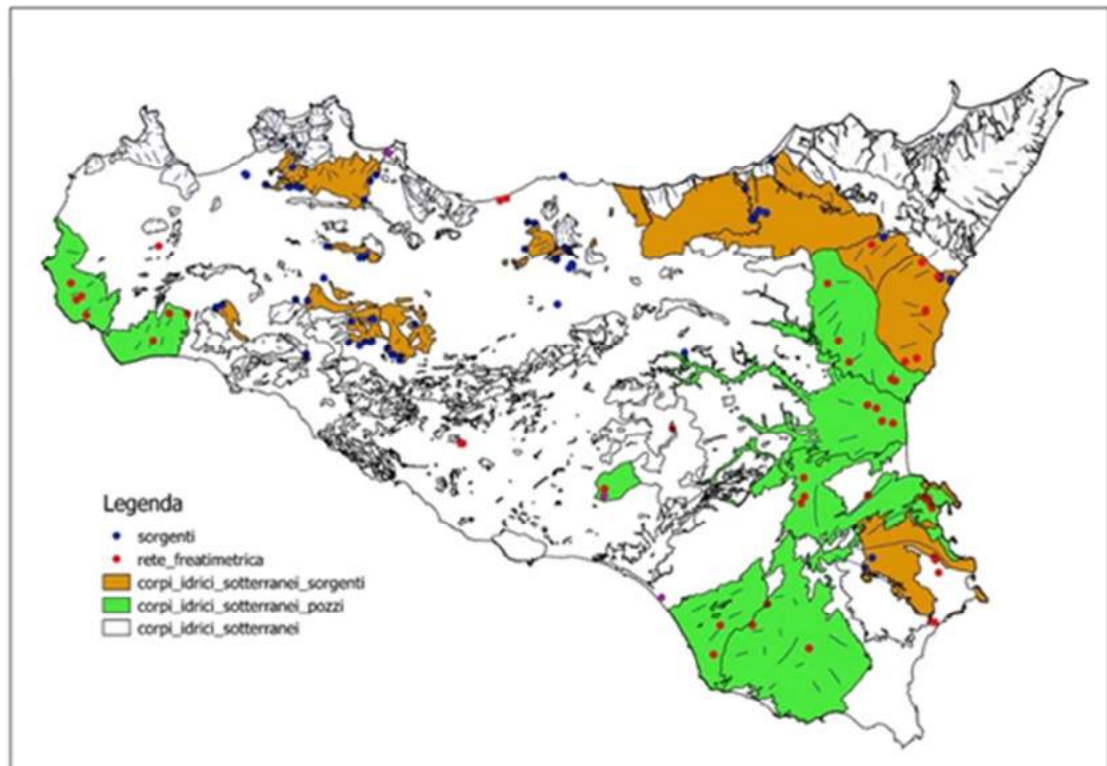 Legenda
sorgenti
rete_freatimetrica
corpi_idrici_sotterranei_sorgenti
corpi_idrici_sotterranei_pozzi
corpi_idrici_sotterranei